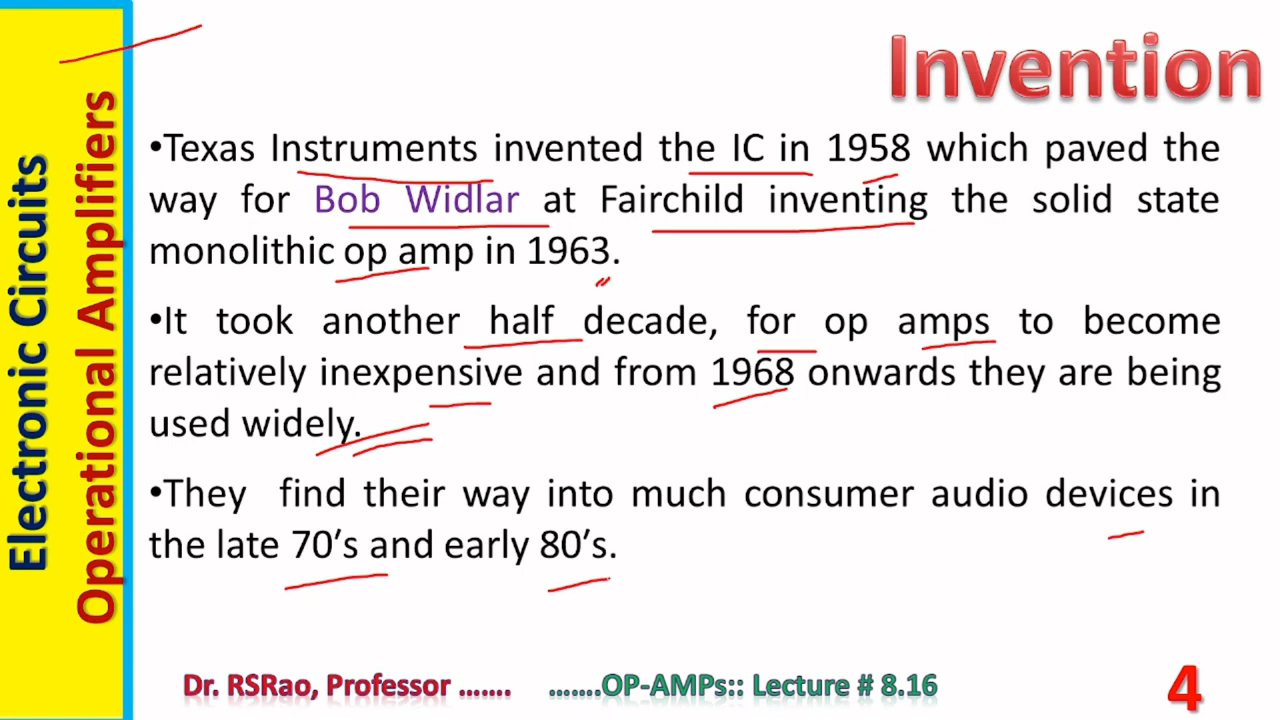 Electronic Circuits
Operational Amplifiers
Invention
•Texas Instruments invented the IC in 1958 which paved the
way for Bob Widlar at Fairchild inventing the solid state
monolithic op amp in 1963.
•It took another half decade, for op amps to become
relatively inexpensive and from 1968 onwards they are being
used widely.
•They find their way into much consumer audio devices in
the late 70’s and early 80’s.
Dr. RSRao, Professor ……. …….OP-AMPs:: Lecture # 8.16
4